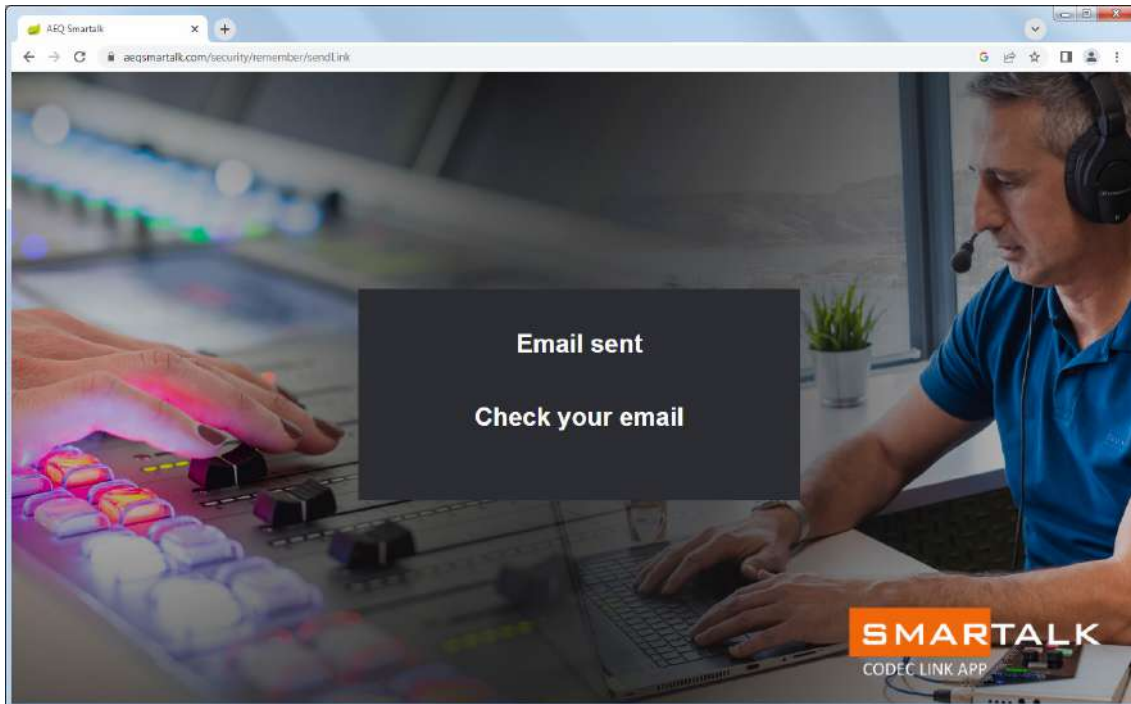 AEQ Smartalk
aeqsmartalk.com/security/remember/sendLink
Email sent
Check your email
SMARTALK
CODEC LINK APP